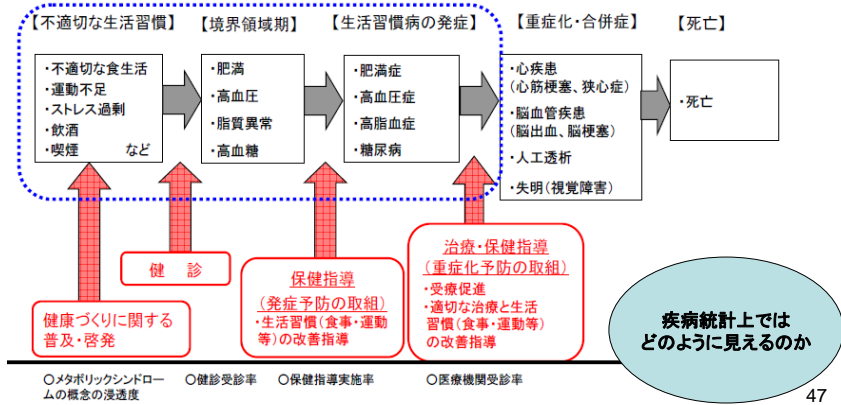 【不適切な生活習慣】
【境界領域期】
【生活習慣病の発症】
【重症化・合併症】
【死亡】
・不適切な食生活
・運動不足
・ストレス過剰
・飲酒
・喫煙 など
・肥満
・高血圧
・脂質異常
・高血糖
・肥満症
・高血圧症
・高脂血症
・糖尿病
・心疾患
(心筋梗塞、狭心症)
・脳血管疾患
(脳出血、脳梗塞)
・人工透析
・失明(視覚障害)
・死亡
健康づくりに関する
普及・啓発
健 診
保健指導
(発症予防の取組)
・生活習慣(食事・運動
等)の改善指導
治療・保健指導
(重症化予防の取組)
・受療促進
・適切な治療と生活
習慣(食事・運動等)
の改善指導
疾病統計上では
どのように見えるのか
○メタボリックシンドロー
ムの概念の浸透度
○健診受診率
○保健指導実施率
○医療機関受診率
47